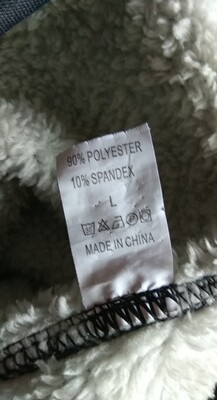 90% POLYESTER
10% SPANDEX
L
MADE IN CHINA